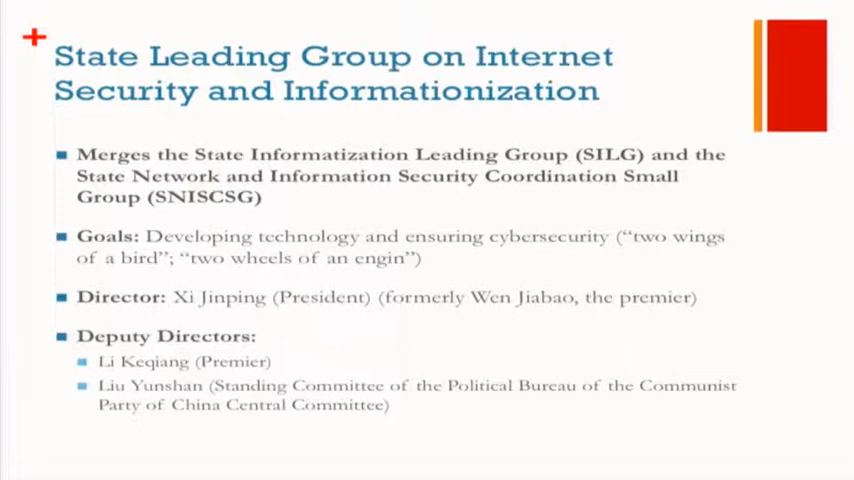 State Leading Group on Internet
Security and Informationization
Merges the State Informatization Leading Group (SILG) and the
State Network and Information Security Coordination Small
Group (SNISCSG)
Goals: Developing technology and ensuring cybersecurity (“two wings
of a bird”; “two wheels of an engin”)
Director: Xi Jinping (President) (formerly Wen Jiabao, the premier)
Deputy Directors:
Li Keqiang (Premier)
Liu Yunshan (Standing Committee of the Political Bureau of the Communist
Party of China Central Committee)